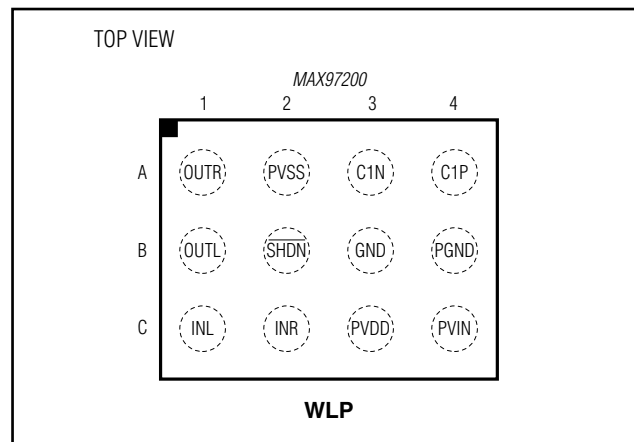 TOP VIEW
MAX97200
1 2 3 4
A OUTR PVSS C1N C1P
B OUTL S̅H̅D̅N̅ GND PGND
C INL INR PVDD PVIN
WLP